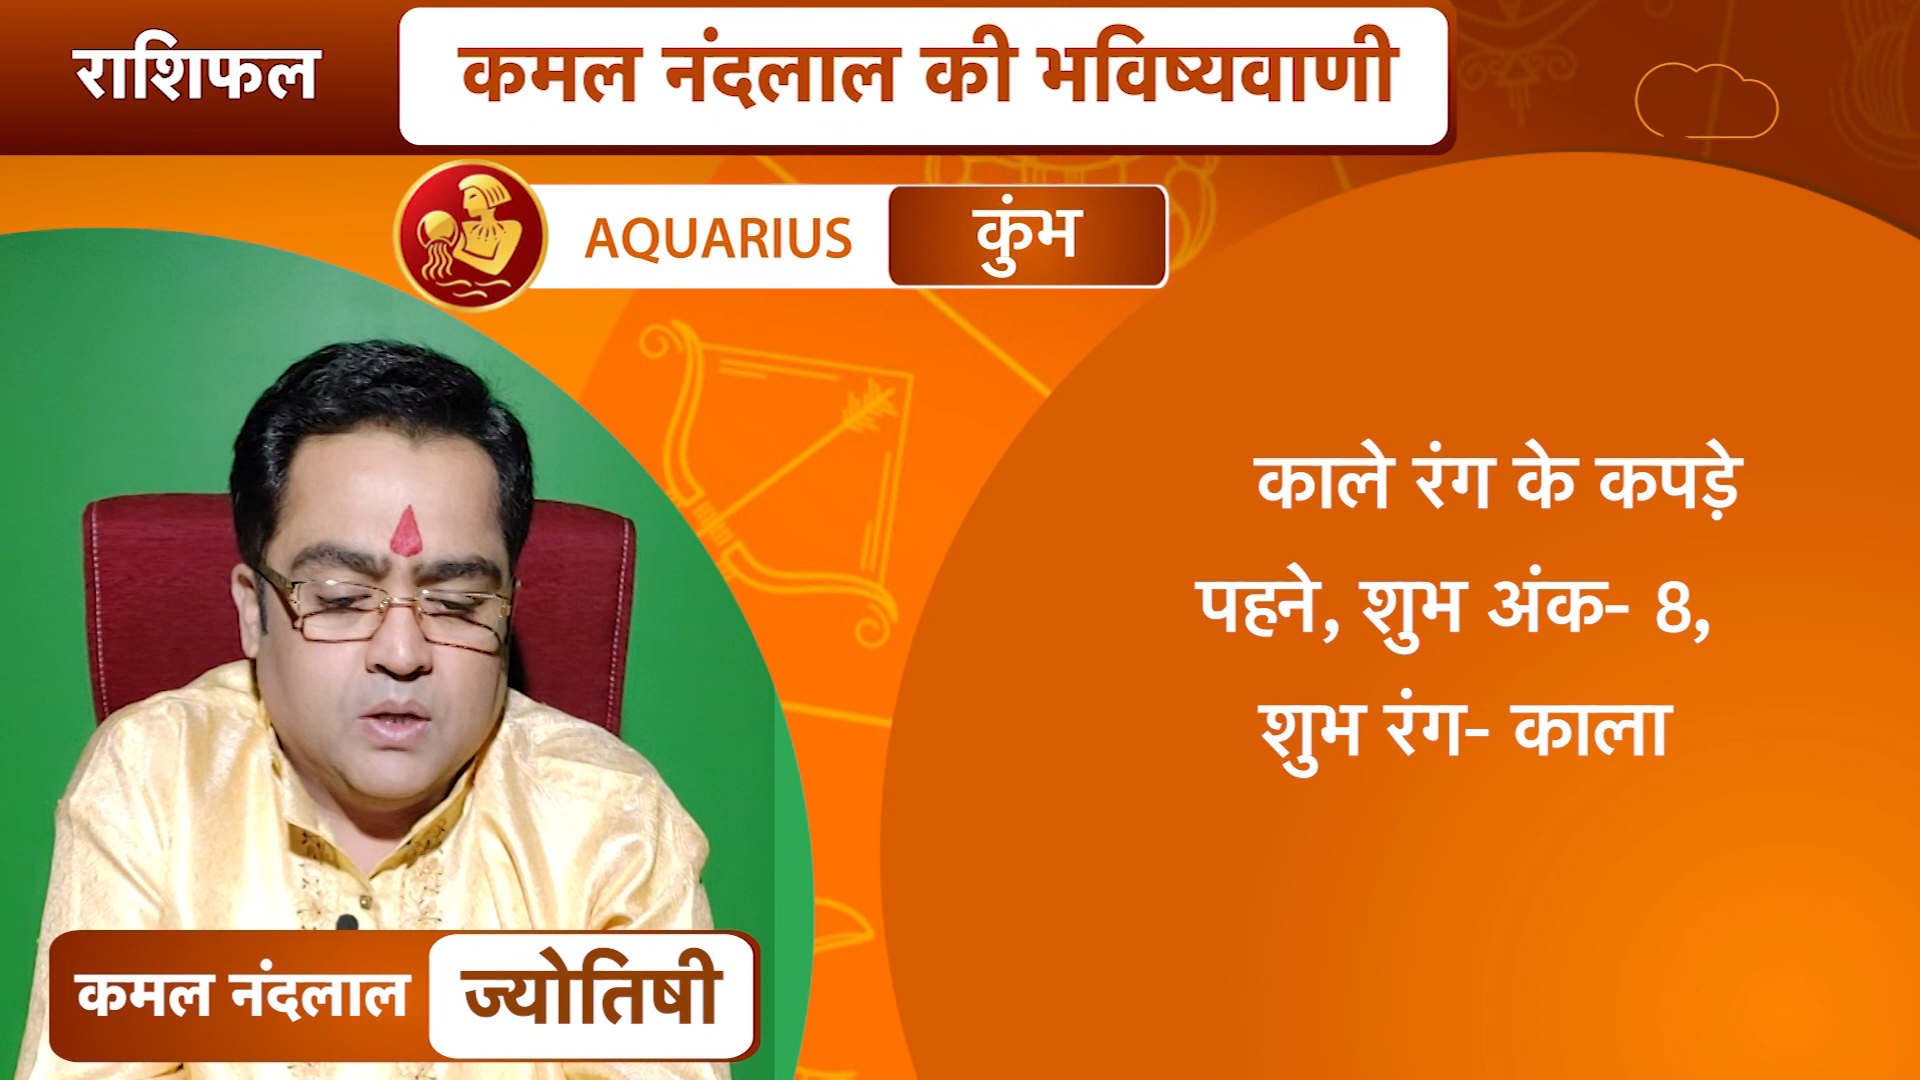 राशिफल
कमल नंदलाल की भविष्यवाणी
AQUARIUS
कुंभ
काले रंग के कपड़े
पहने, शुभ अंक- 8,
शुभ रंग- काला
कमल नंदलाल
ज्योतिषी